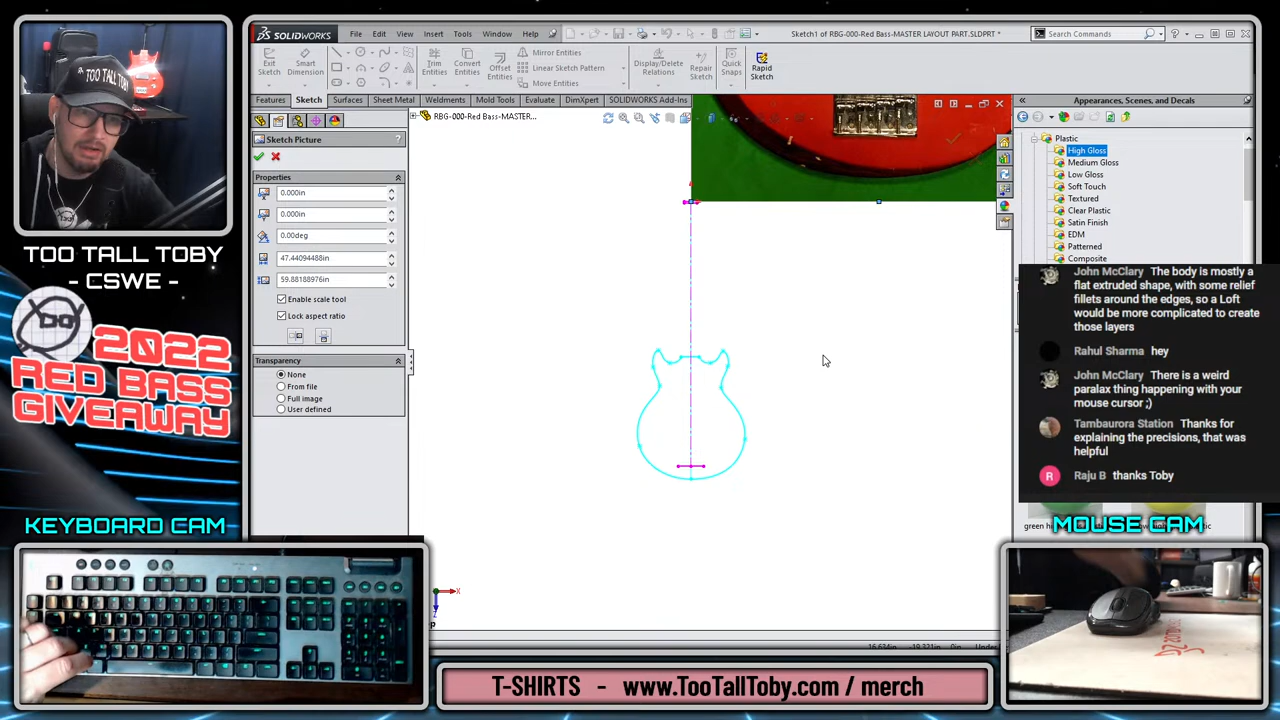 TOO TALL TOBY
TOO TALL TOBY
- CSWE -
2022
RED BASS
GIVEAWAY
KEYBOARD CAM
SOLIDWORKS
File
Edit
View
Insert
Tools
Window
Help
Sketch1 of RBG-000-Red Bass-MASTER LAYOUT PART.SLDPRT *
Search Commands
Exit
Sketch
Smart
Dimension
Trim
Entities
Convert
Entities
Offset
Entities
Mirror Entities
Linear Sketch Pattern
Move Entities
Display/Delete
Relations
Repair
Sketch
Quick
Snaps
Rapid
Sketch
Features
Sketch
Surfaces
Sheet Metal
Weldments
Mold Tools
Evaluate
DimXpert
SOLIDWORKS Add-Ins
RBG-000-Red Bass-MASTER...
Sketch Picture
?
Properties
0.000in
0.000in
0.00deg
47.44094488in
59.88188976in
Enable scale tool
Lock aspect ratio
Transparency
None
From file
Full image
User defined
X
Z
16.634in
-19.321in
0in
Appearances, Scenes, and Decals
Plastic
High Gloss
Medium Gloss
Low Gloss
Soft Touch
Textured
Clear Plastic
Satin Finish
EDM
Patterned
Composite
John McClary The body is mostly a
flat extruded shape, with some relief
fillets around the edges, so a Loft
would be more complicated to create
those layers
Rahul Sharma hey
John McClary There is a weird
paralax thing happening with your
mouse cursor ;)
Tambaurora Station Thanks for
explaining the precisions, that was
helpful
R
Raju B thanks Toby
MOUSE CAM
T-SHIRTS - www.TooTallToby.com / merch